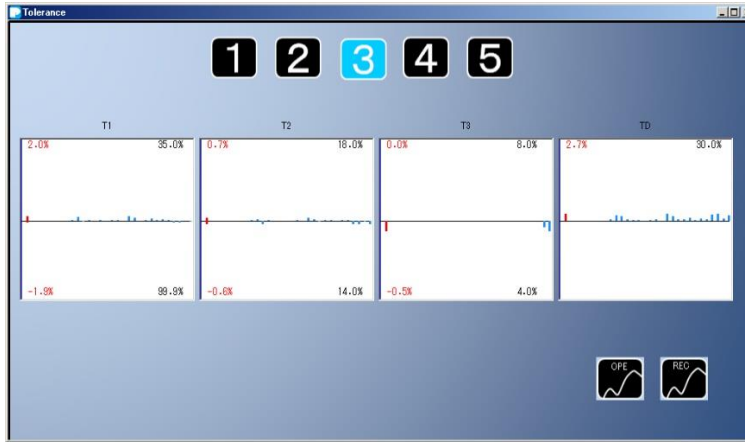 Tolerance
1 2 3 4 5
T1 T2 T3 TD
2.0% 35.0% 0.7% 18.0% 0.0% 8.0% 2.7% 30.0%
-1.9% 99.9% -0.6% 14.0% -0.5% 4.0%
OPE REC